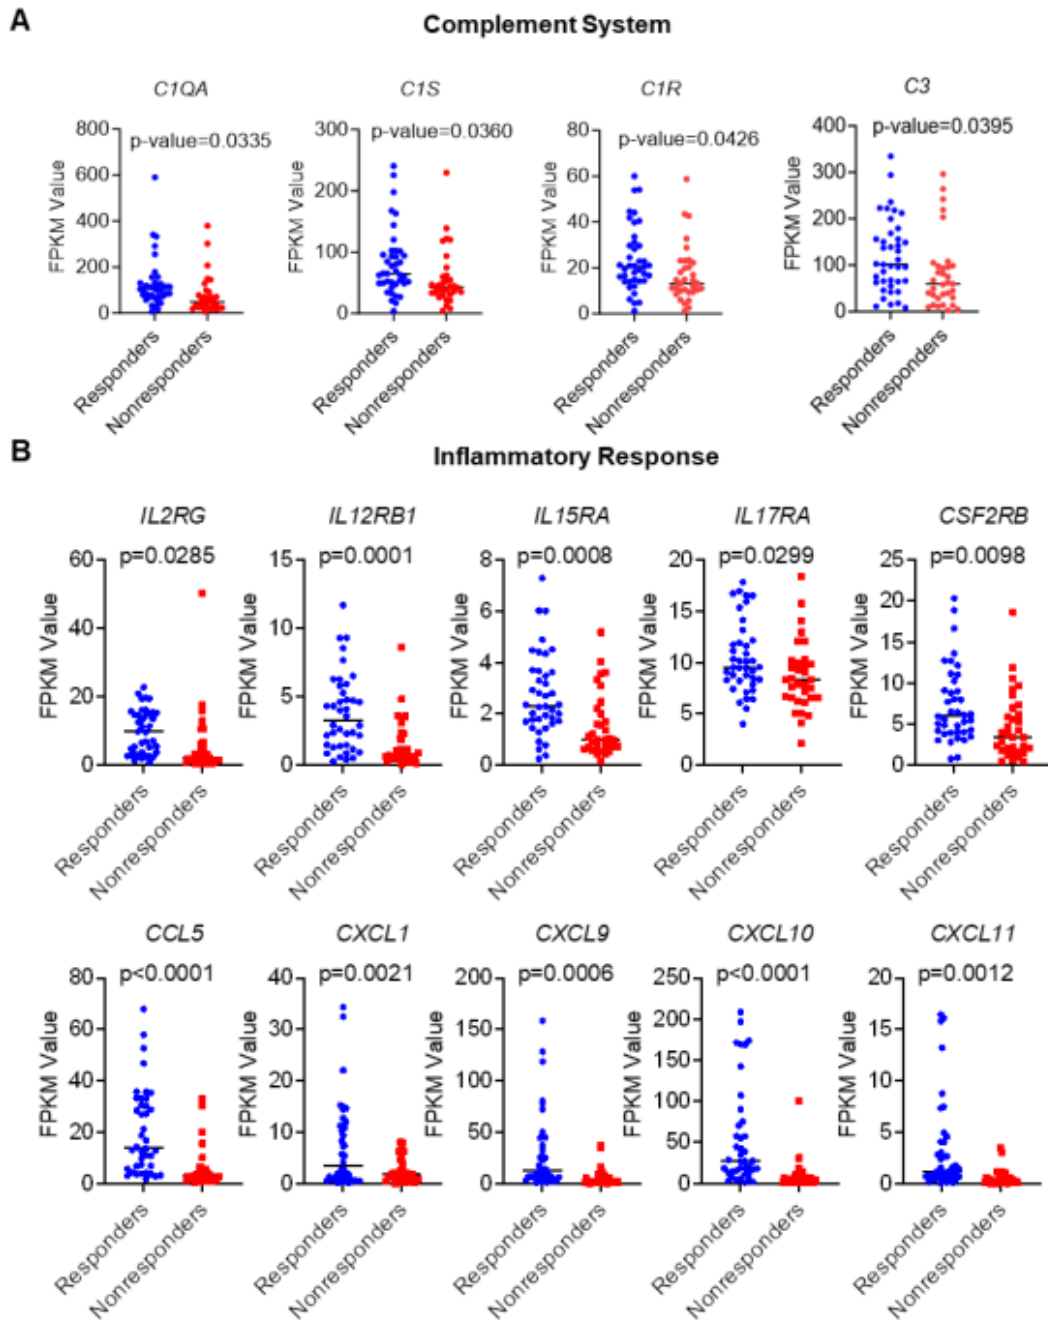 A
Complement System
C1QA C1S C1R C3
p-value=0.0335 p-value=0.0360 p-value=0.0426 p-value=0.0395
FPKM Value FPKM Value FPKM Value FPKM Value
800 300 80 400
600 200 60 300
400 100 40 200
200 0 20 100
0 0 0
Responders Nonresponders Responders Nonresponders Responders Nonresponders Responders Nonresponders
B
Inflammatory Response
IL2RG IL12RB1 IL15RA IL17RA CSF2RB
p=0.0285 p=0.0001 p=0.0008 p=0.0299 p=0.0098
FPKM Value FPKM Value FPKM Value FPKM Value FPKM Value
60 15 8 20 25
40 10 6 15 20
20 5 4 10 15
0 0 2 5 10
0 0 5
0
Responders Nonresponders Responders Nonresponders Responders Nonresponders Responders Nonresponders Responders Nonresponders
CCL5 CXCL1 CXCL9 CXCL10 CXCL11
p<0.0001 p=0.0021 p=0.0006 p<0.0001 p=0.0012
FPKM Value FPKM Value FPKM Value FPKM Value FPKM Value
80 40 200 250 20
60 30 150 200 15
40 20 100 150 10
20 10 50 100 5
0 0 0 50 0
0
Responders Nonresponders Responders Nonresponders Responders Nonresponders Responders Nonresponders Responders Nonresponders